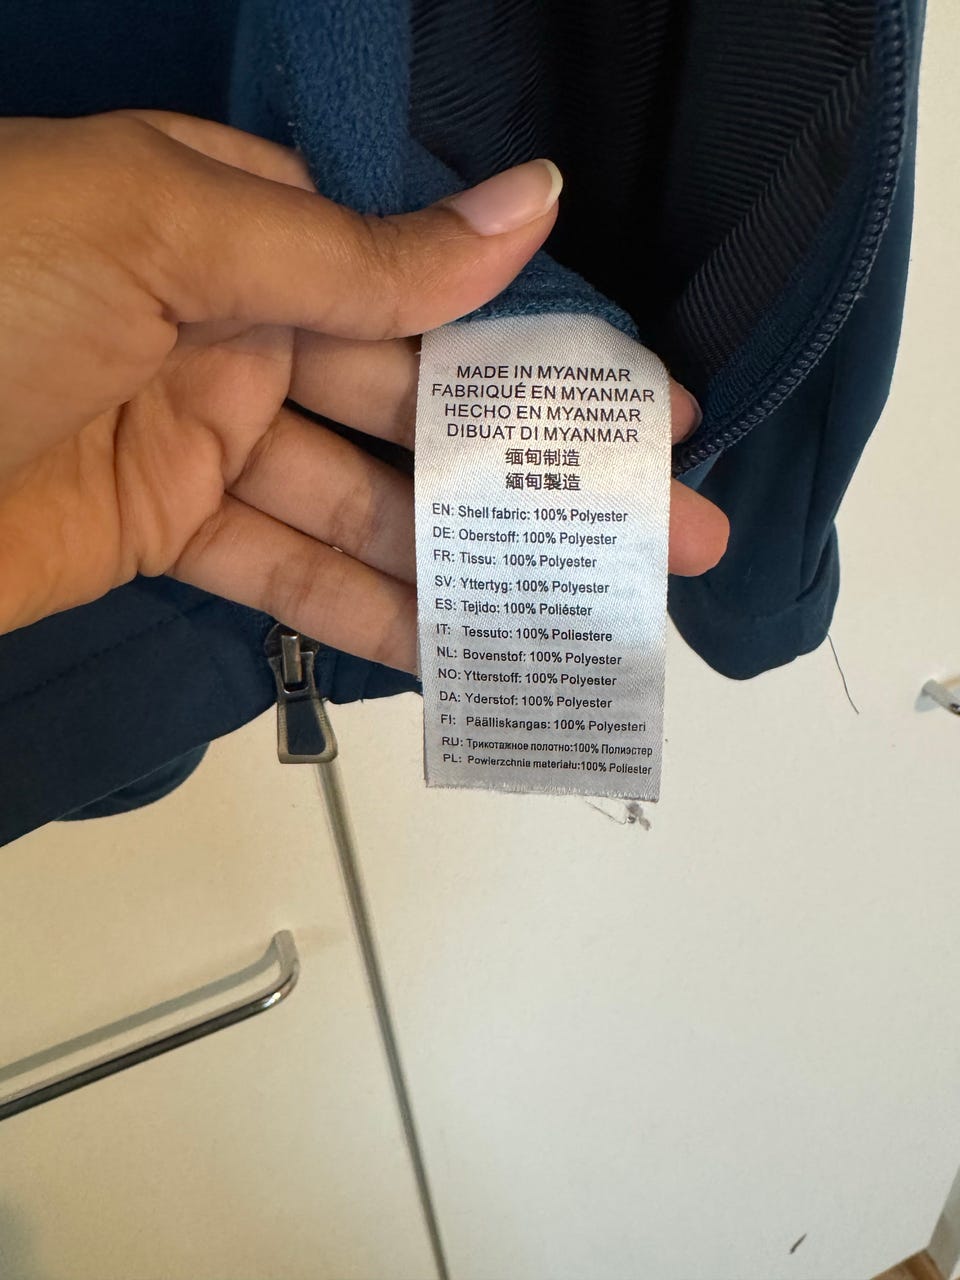 MADE IN MYANMAR
FABRIQUÉ EN MYANMAR
HECHO EN MYANMAR
DIBUAT DI MYANMAR
缅甸制造
緬甸製造
EN: Shell fabric: 100% Polyester
DE: Oberstoff: 100% Polyester
FR: Tissu: 100% Polyester
SV: Yttertyg: 100% Polyester
ES: Tejido: 100% Poliéster
IT: Tessuto: 100% Poliestere
NL: Bovenstof: 100% Polyester
NO: Ytterstoff: 100% Polyester
DA: Yderstof: 100% Polyester
FI: Päälliskangas: 100% Polyesteri
RU: Трикотажное полотно:100% Полиэстер
PL: Powierzchnia materiału:100% Poliester